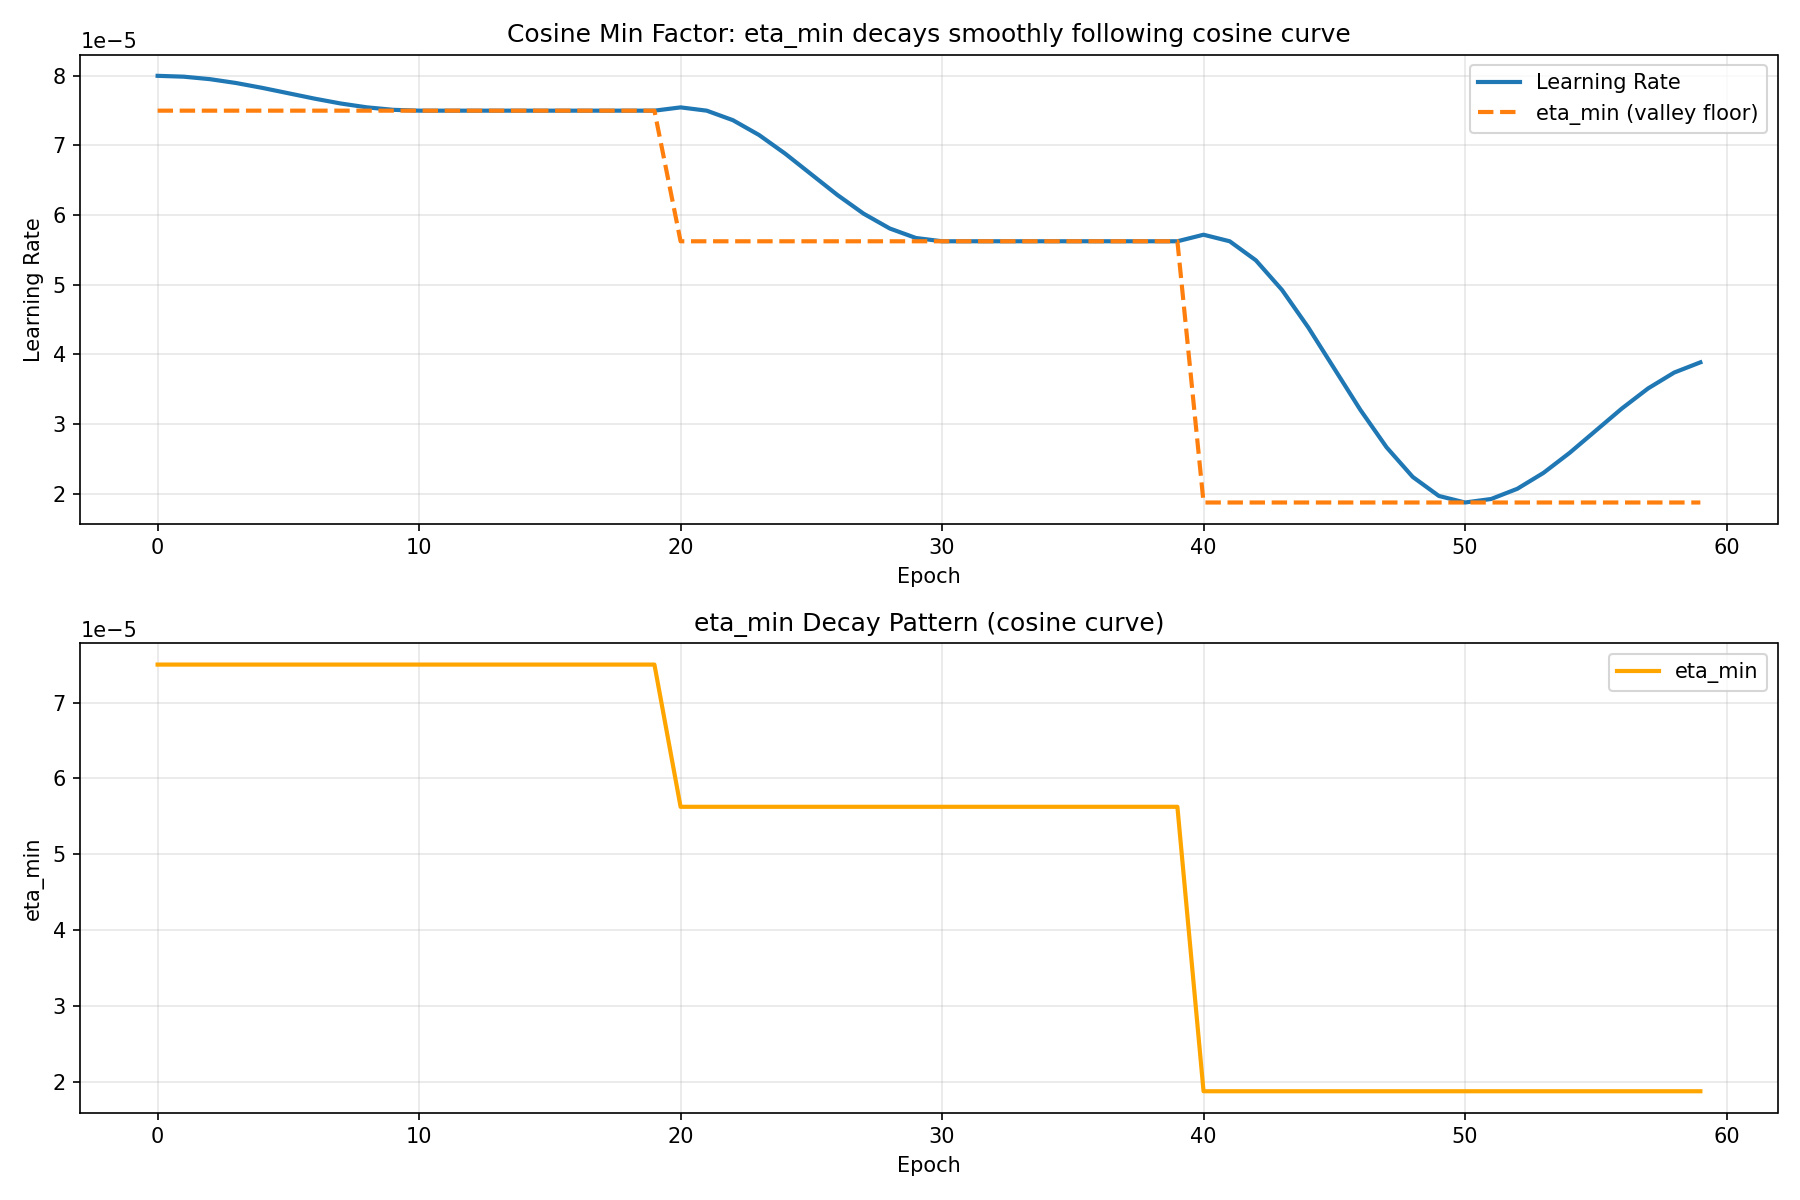 Cosine Min Factor: eta_min decays smoothly following cosine curve
1e−5
8
7
6
5
4
3
2
Learning Rate
Learning Rate
eta_min (valley floor)
0 10 20 30 40 50 60
Epoch
eta_min Decay Pattern (cosine curve)
1e−5
7
6
5
4
3
2
eta_min
eta_min
0 10 20 30 40 50 60
Epoch